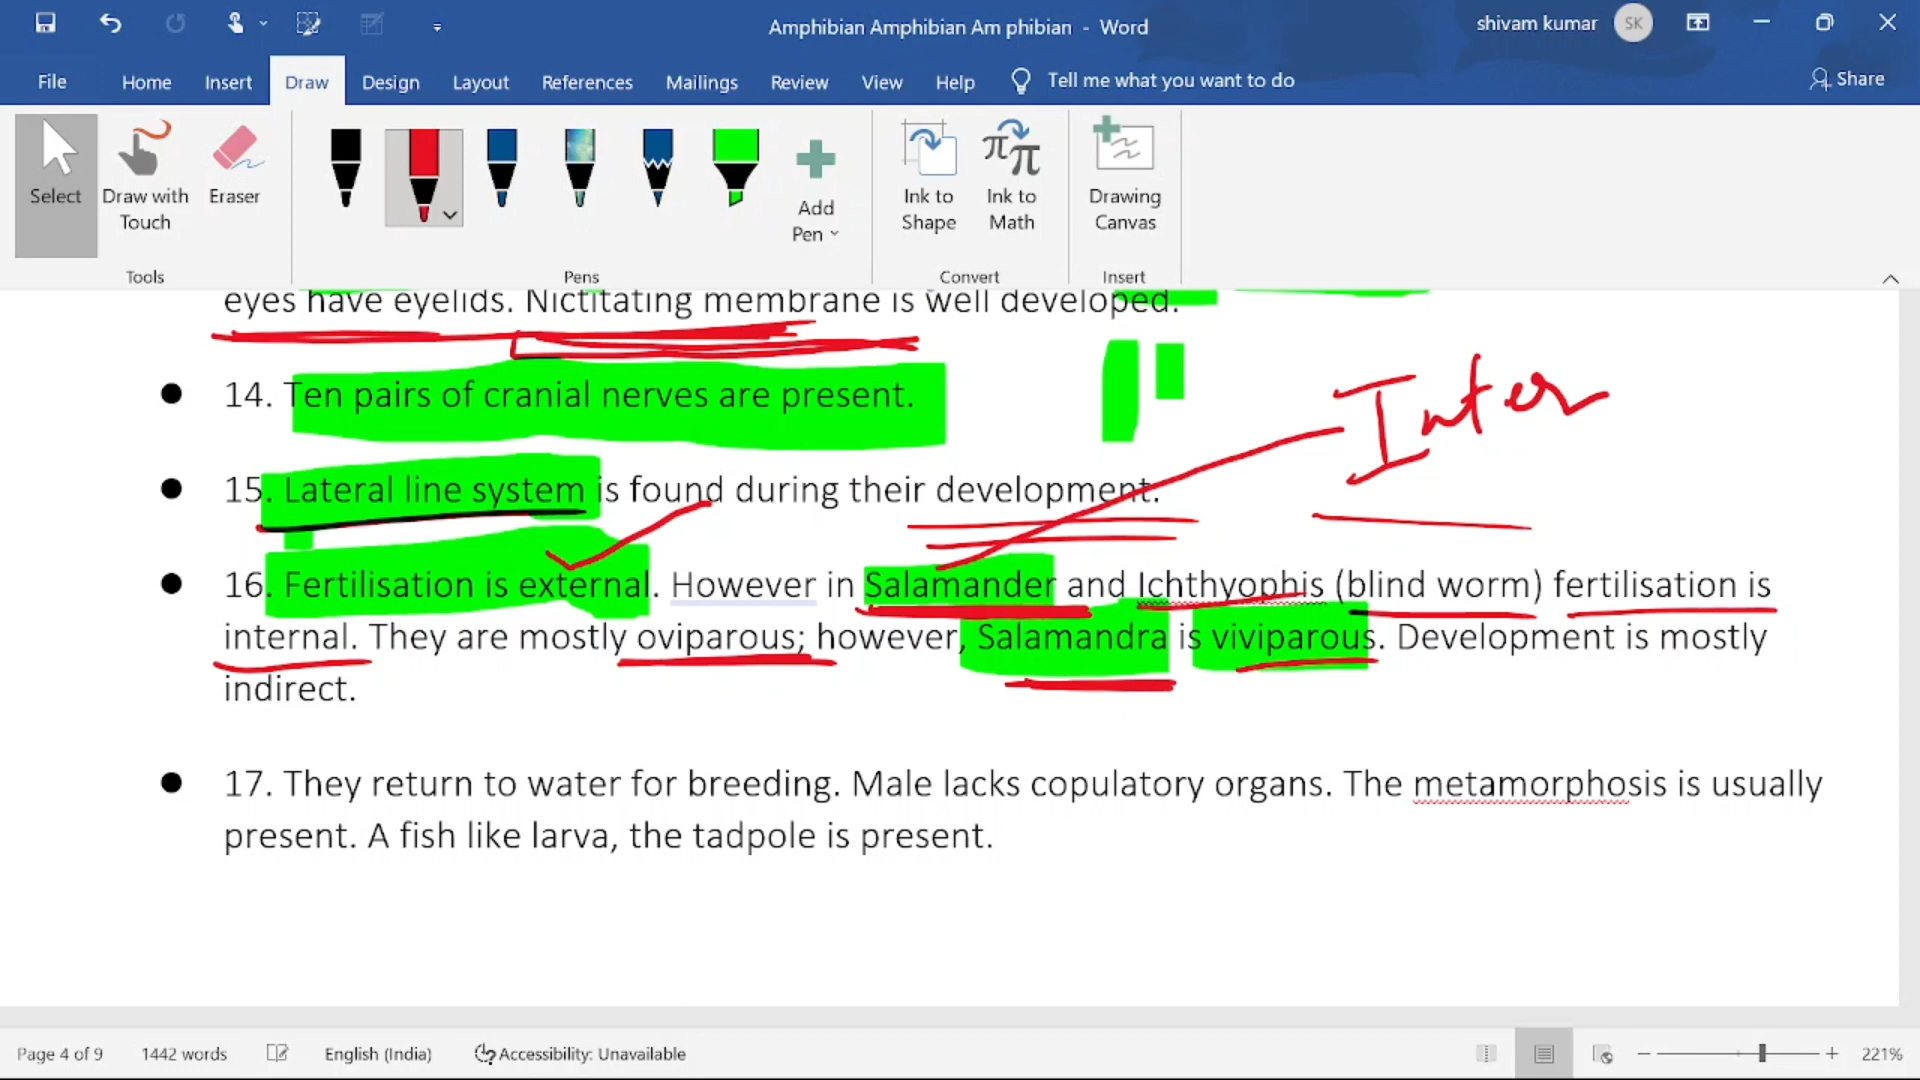 Amphibian Amphibian Am phibian - Word
shivam kumar SK
File Home Insert Draw Design Layout References Mailings Review View Help Tell me what you want to do Share
Select Draw with Touch Eraser Add Pen Ink to Shape Ink to Math Drawing Canvas
Tools Pens Convert Insert
eyes have eyelids. Nictitating membrane is well developed.
● 14. Ten pairs of cranial nerves are present.
Inter
● 15. Lateral line system is found during their development.
● 16. Fertilisation is external. However in Salamander and Ichthyophis (blind worm) fertilisation is
internal. They are mostly oviparous; however, Salamandra is viviparous. Development is mostly
indirect.
● 17. They return to water for breeding. Male lacks copulatory organs. The metamorphosis is usually
present. A fish like larva, the tadpole is present.
Page 4 of 9 1442 words English (India) Accessibility: Unavailable 221%